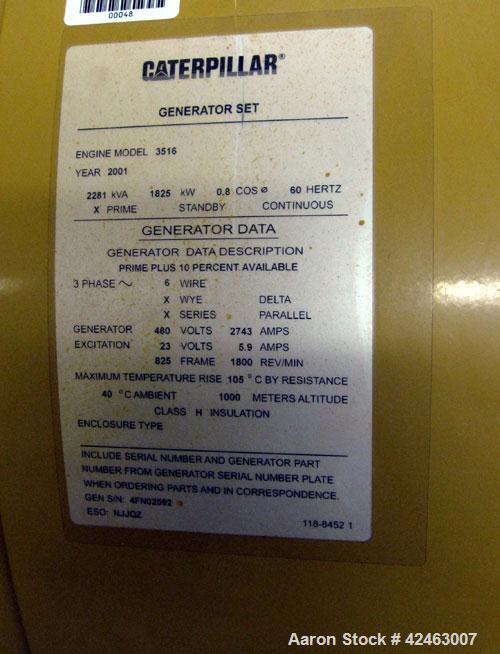 00048
CATERPILLAR®
GENERATOR SET
ENGINE MODEL 3516
YEAR 2001
2281 kVA 1825 kW 0.8 COS ø 60 HERTZ
X PRIME STANDBY CONTINUOUS
GENERATOR DATA
GENERATOR DATA DESCRIPTION
PRIME PLUS 10 PERCENT AVAILABLE
3 PHASE ~ 6 WIRE
X WYE DELTA
X SERIES PARALLEL
GENERATOR 480 VOLTS 2743 AMPS
EXCITATION 23 VOLTS 5.9 AMPS
825 FRAME 1800 REV/MIN
MAXIMUM TEMPERATURE RISE 105 °C BY RESISTANCE
40 °C AMBIENT 1000 METERS ALTITUDE
CLASS H INSULATION
ENCLOSURE TYPE
INCLUDE SERIAL NUMBER AND GENERATOR PART
NUMBER FROM GENERATOR SERIAL NUMBER PLATE
WHEN ORDERING PARTS AND IN CORRESPONDENCE.
GEN S/N: 4FN02592
ESO: NJJQZ
118-8452 1
Aaron Stock # 42463007